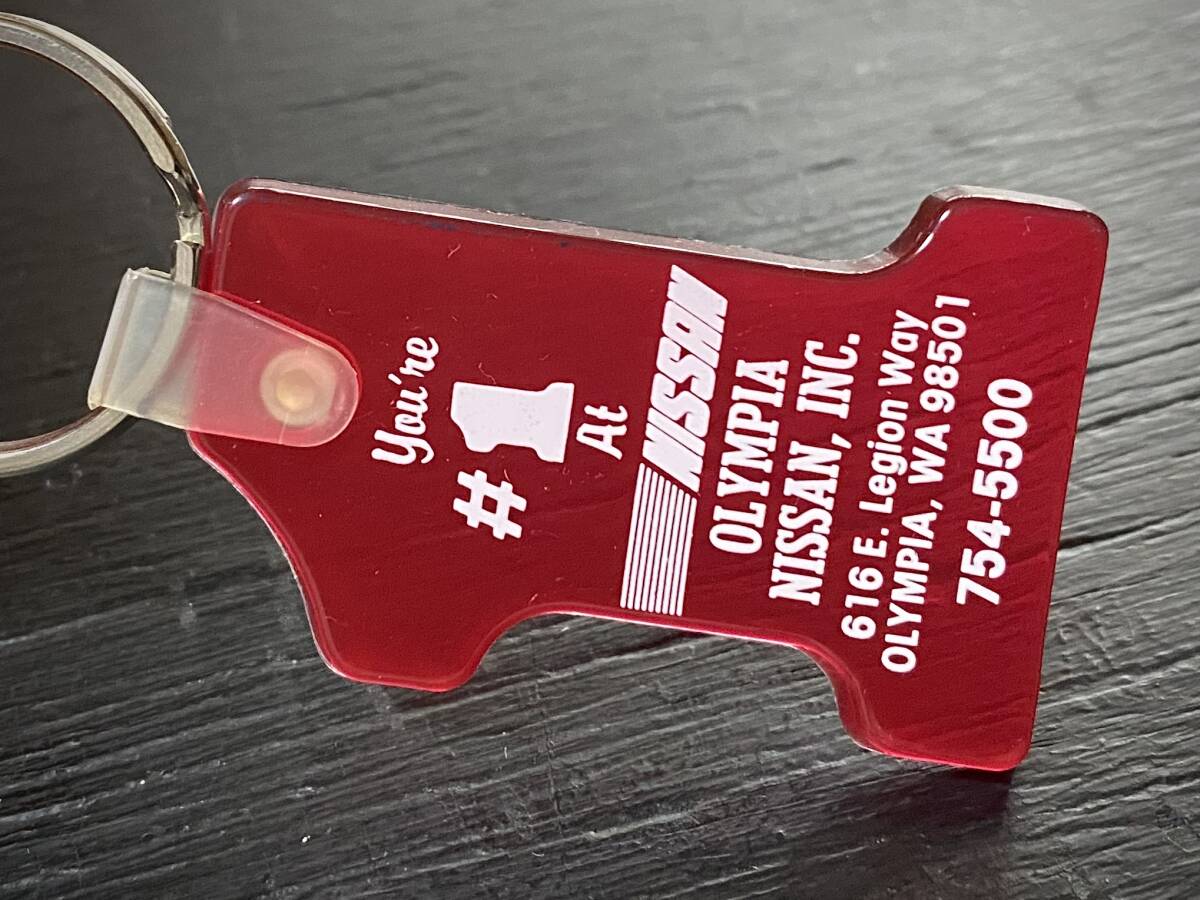 You're
#1
At
NISSAN
OLYMPIA
NISSAN, INC.
616 E. Legion Way
OLYMPIA, WA 98501
754-5500